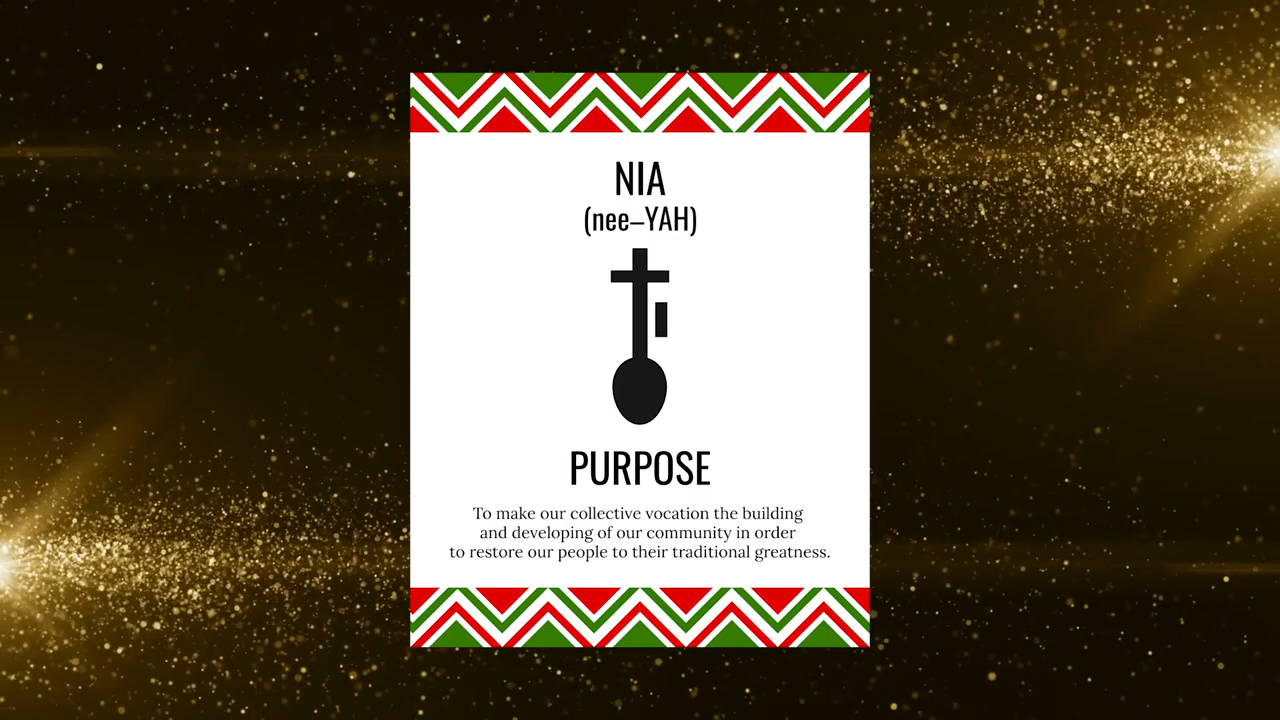 NIA
(nee–YAH)
PURPOSE
To make our collective vocation the building
and developing of our community in order
to restore our people to their traditional greatness.